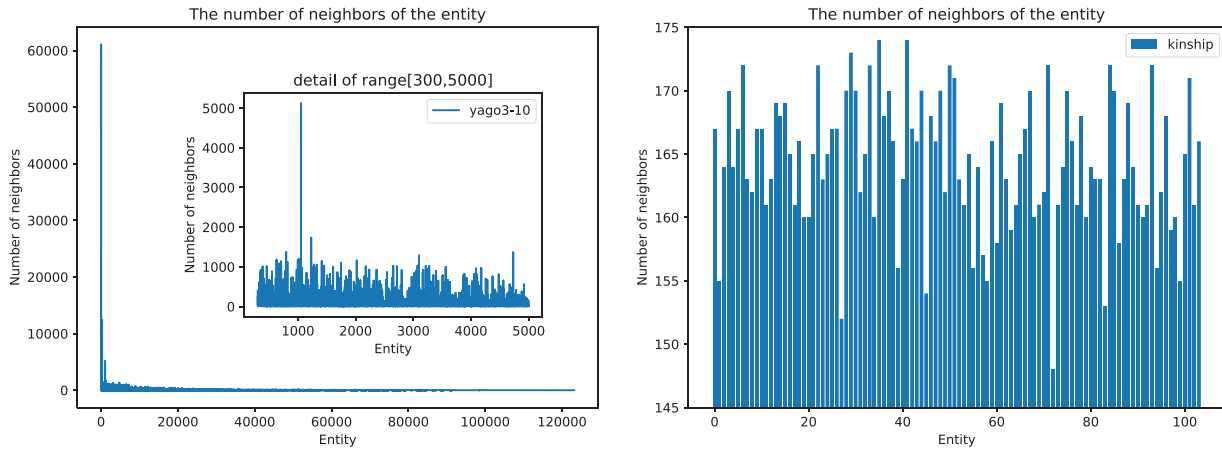 The number of neighbors of the entity
60000
50000
40000
30000
20000
10000
0
Number of neighbors
0 20000 40000 60000 80000 100000 120000
Entity
detail of range[300,5000]
yago3-10
5000
4000
3000
2000
1000
0
Number of neighbors
1000 2000 3000 4000 5000
Entity
The number of neighbors of the entity
kinship
175
170
165
160
155
150
145
Number of neighbors
0 20 40 60 80 100
Entity